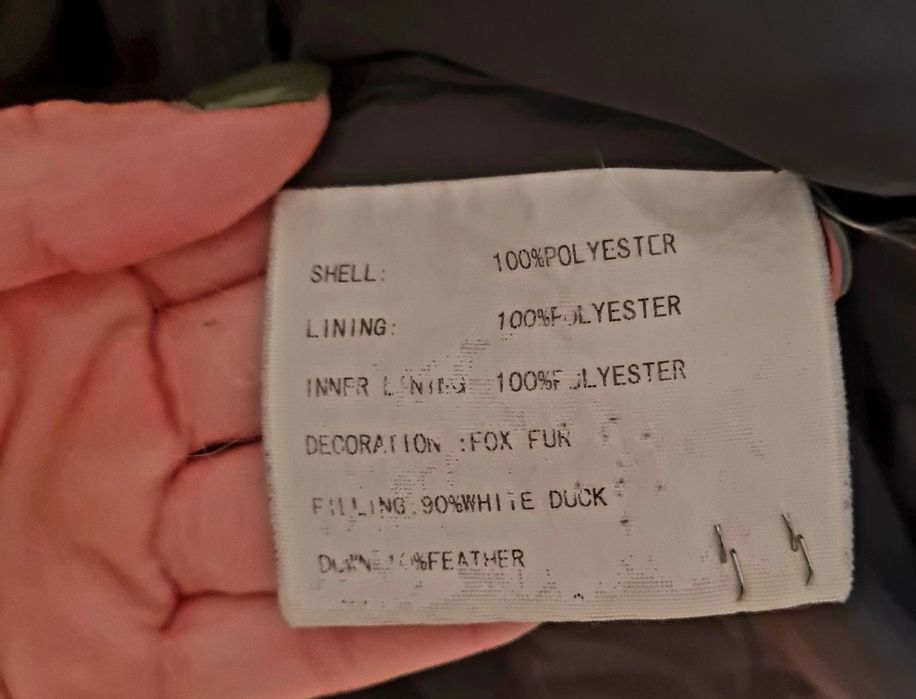 SHELL: 100%POLYESTER
LINING: 100%POLYESTER
INNER LINING 100%POLYESTER
DECORATION :FOX FUR
FILLING:90%WHITE DUCK
DOWN 10%FEATHER